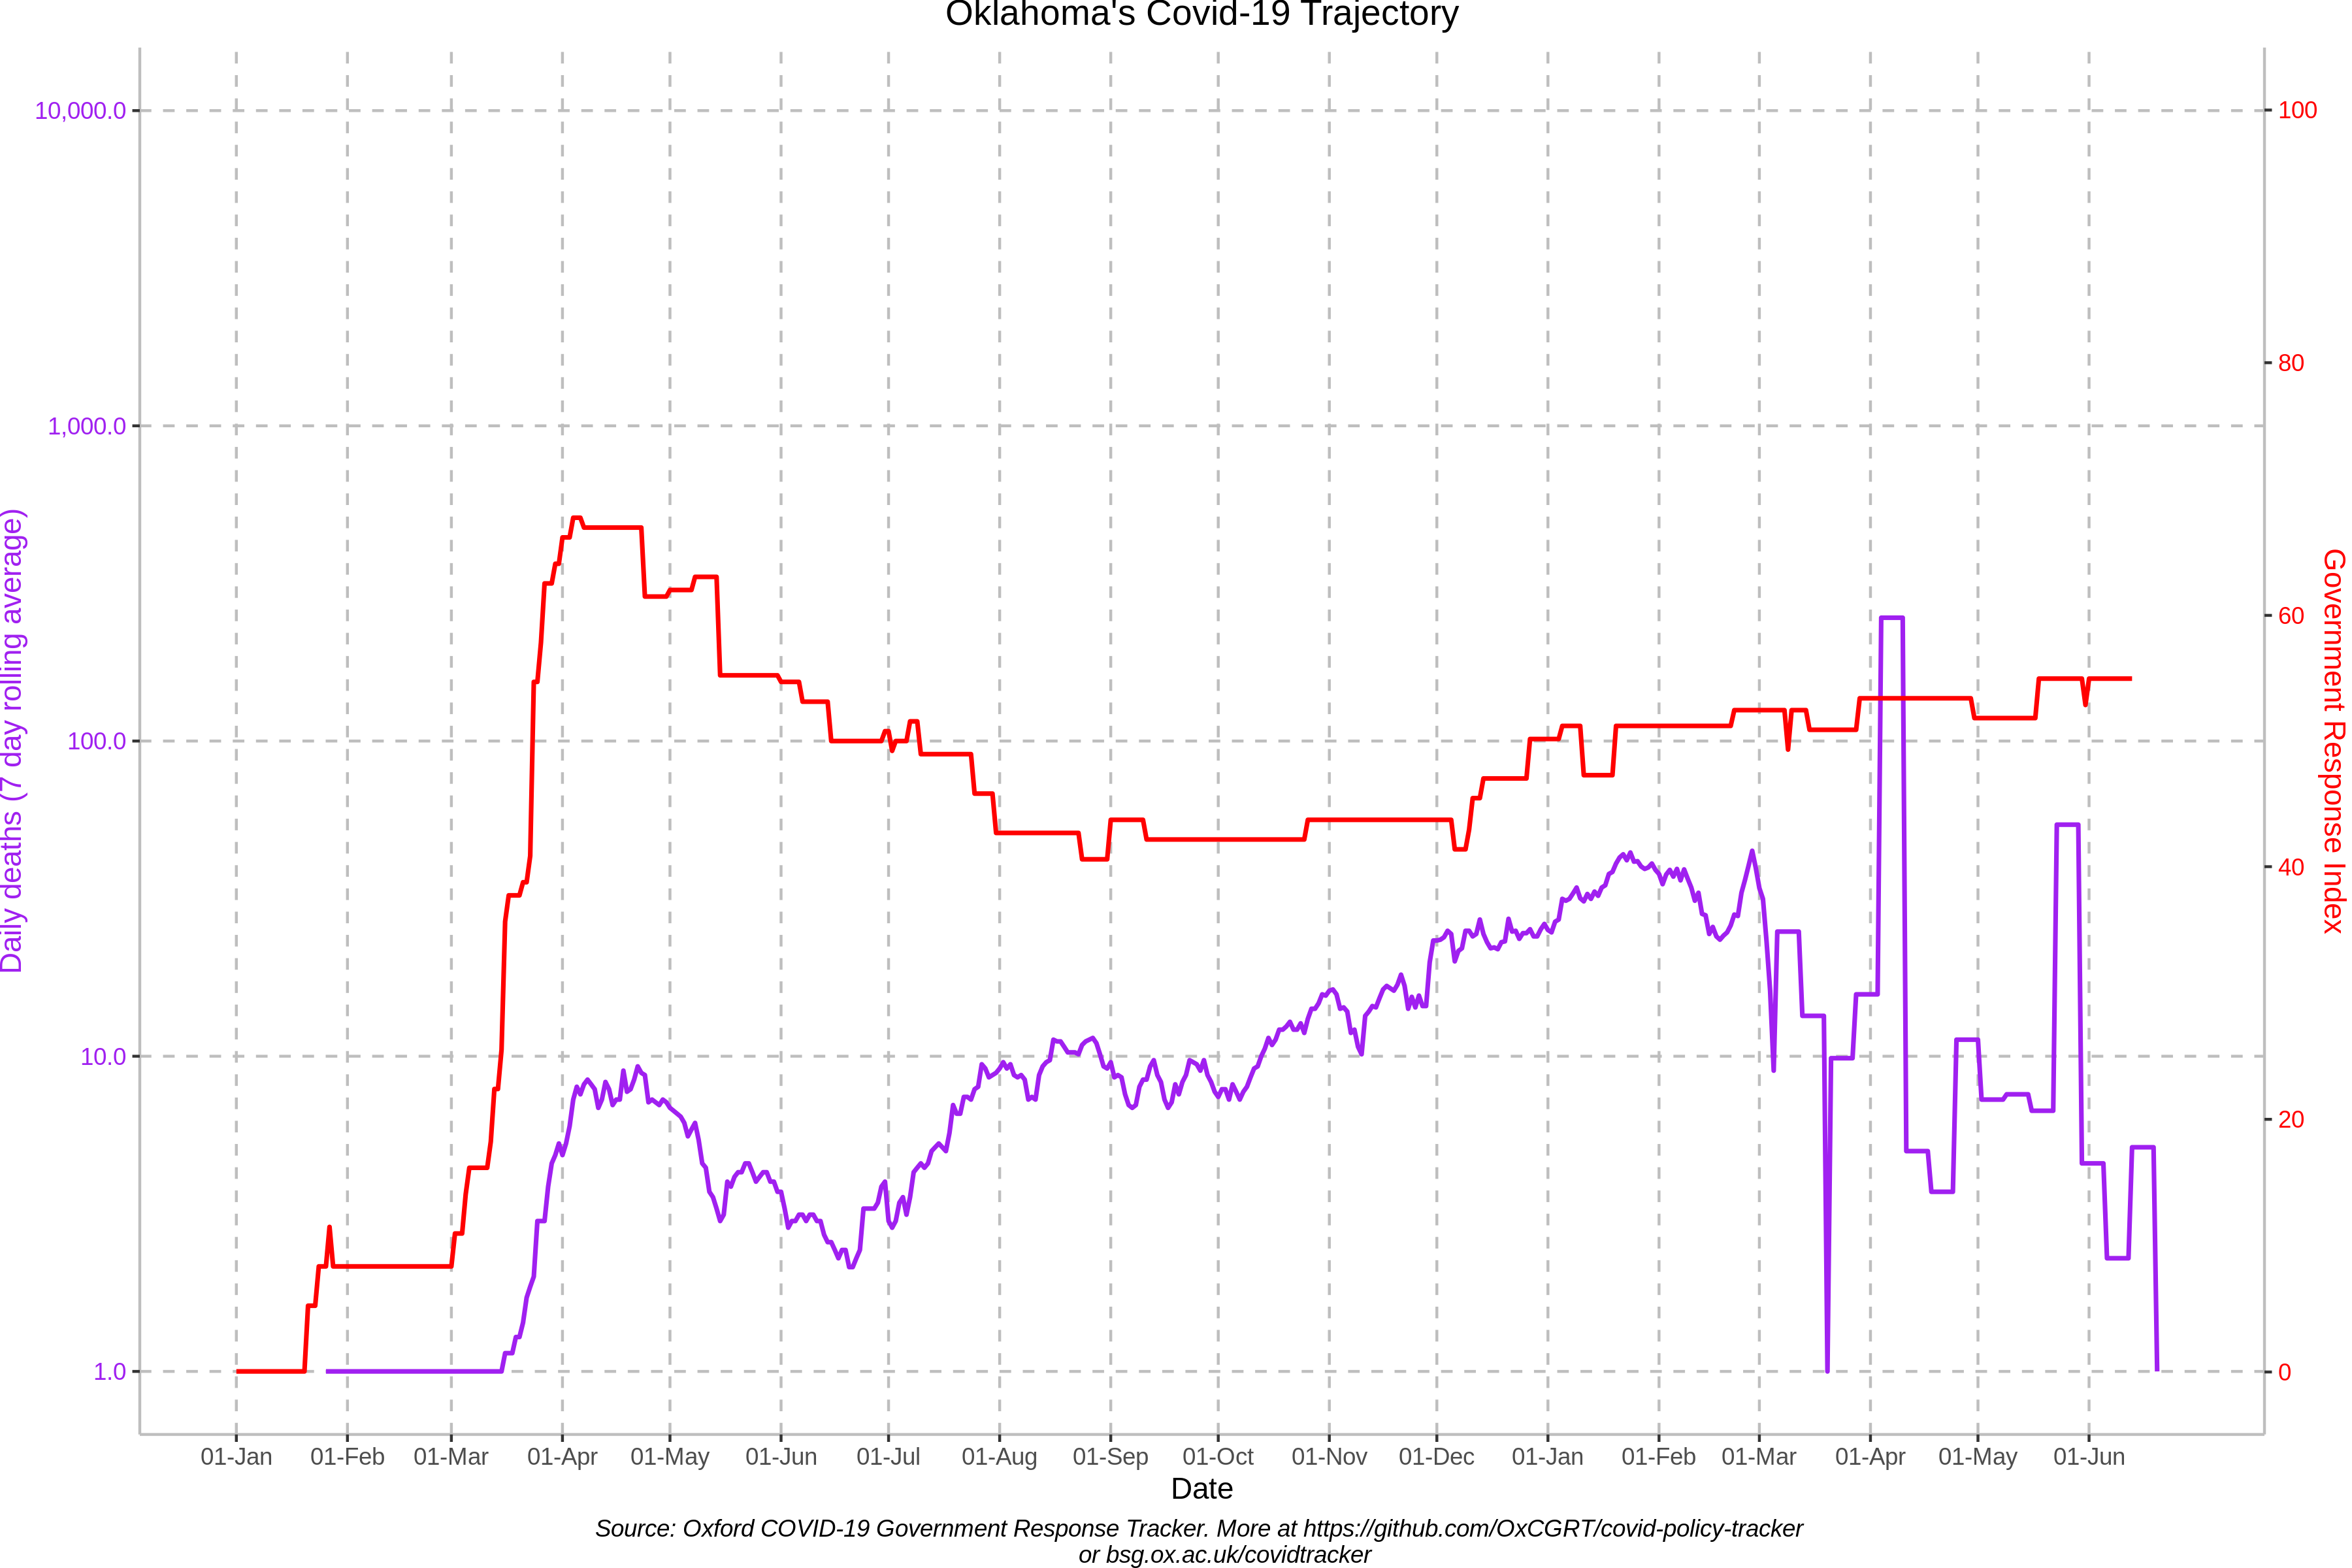 Oklahoma's Covid-19 Trajectory
10,000.0
1,000.0
100.0
10.0
1.0
Daily deaths (7 day rolling average)
100
80
60
40
20
0
Government Response Index
01-Jan 01-Feb 01-Mar 01-Apr 01-May 01-Jun 01-Jul 01-Aug 01-Sep 01-Oct 01-Nov 01-Dec 01-Jan 01-Feb 01-Mar 01-Apr 01-May 01-Jun
Date
Source: Oxford COVID-19 Government Response Tracker. More at https://github.com/OxCGRT/covid-policy-tracker
or bsg.ox.ac.uk/covidtracker